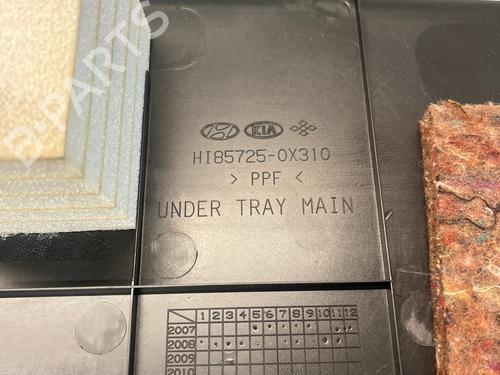 B-PARTS
KIA
HI85725-0X310
> PPF <
UNDER TRAY MAIN
1 2 3 4 5 6 7 8 9 10 11 12
2007
2008
2009
2010